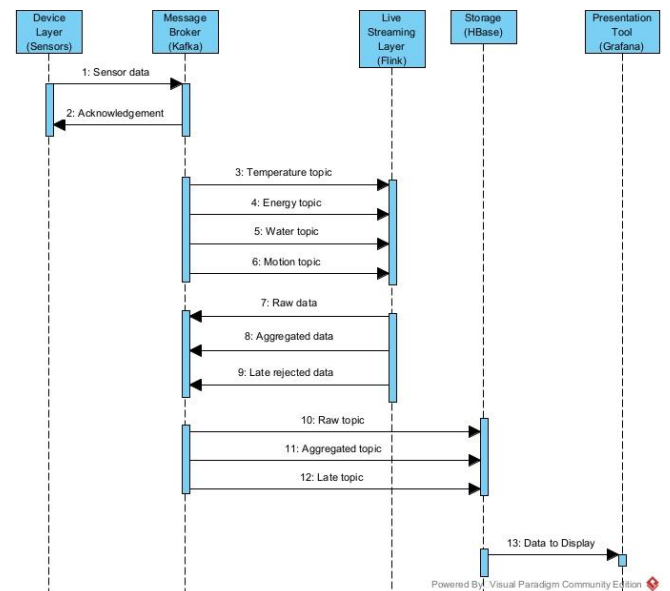 Device
Layer
(Sensors)
Message
Broker
(Kafka)
Live
Streaming
Layer
(Flink)
Storage
(HBase)
Presentation
Tool
(Grafana)
1: Sensor data
2: Acknowledgement
3: Temperature topic
4: Energy topic
5: Water topic
6: Motion topic
7: Raw data
8: Aggregated data
9: Late rejected data
10: Raw topic
11: Aggregated topic
12: Late topic
13: Data to Display
Powered By: Visual Paradigm Community Edition